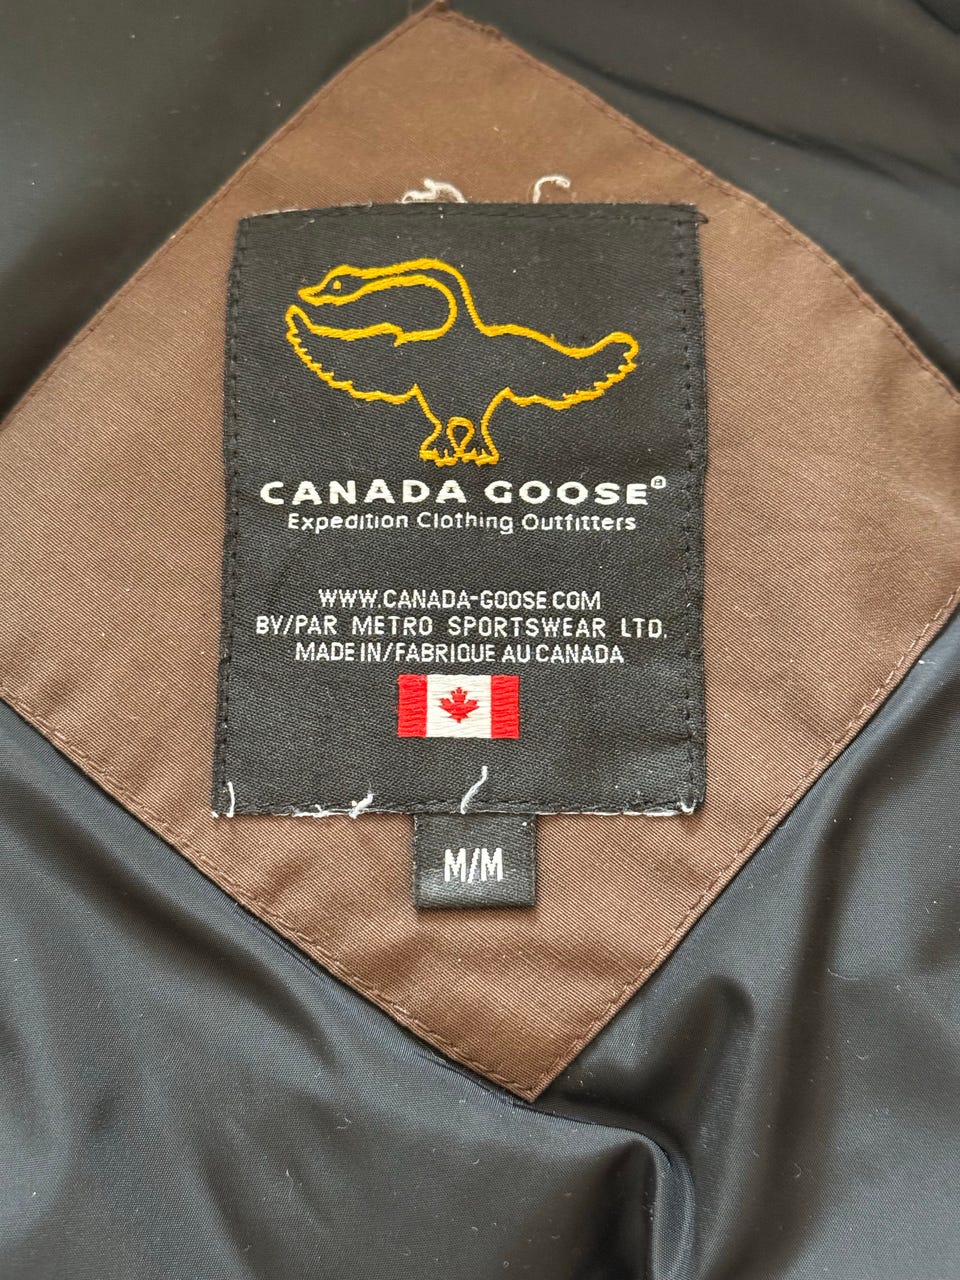 CANADA GOOSE®
Expedition Clothing Outfitters
WWW.CANADA-GOOSE.COM
BY/PAR METRO SPORTSWEAR LTD.
MADE IN/FABRIQUE AU CANADA
M/M